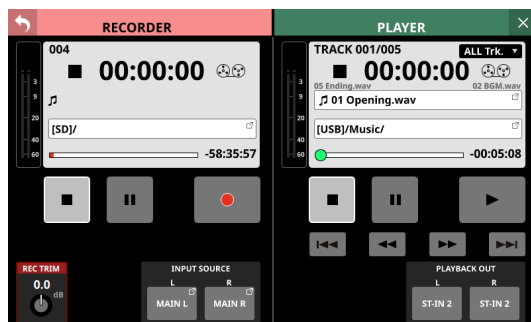 RECORDER
004
00:00:00
3
9
20
40
60
[SD]/
-58:35:57
REC TRIM
0.0
dB
INPUT SOURCE
L R
MAIN L MAIN R
PLAYER
TRACK 001/005 ALL Trk.
00:00:00
05 Ending.wav 02 BGM.wav
01 Opening.wav
3
9
20
40
60
[USB]/Music/
-00:05:08
PLAYBACK OUT
L R
ST-IN 2 ST-IN 2